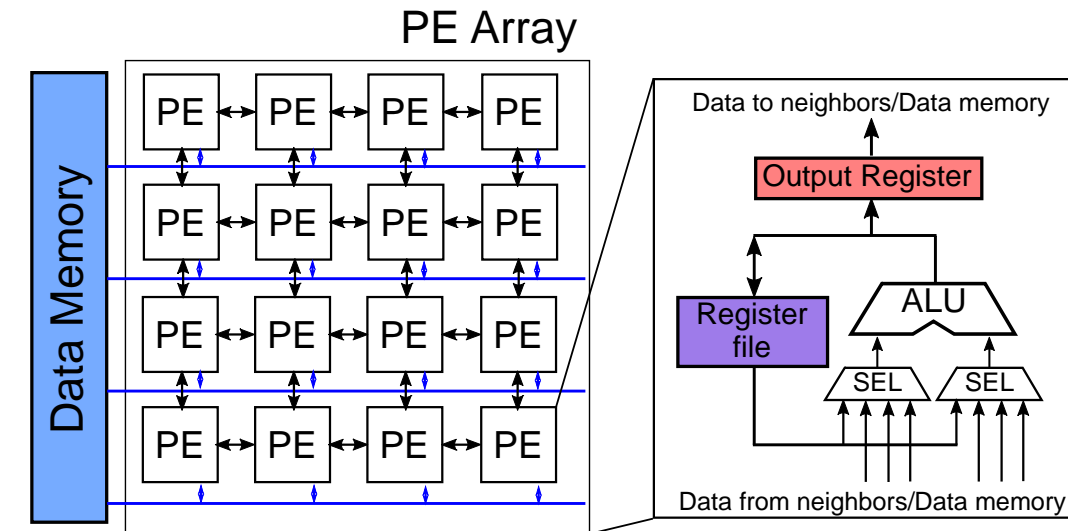 PE Array
Data Memory
PE PE PE PE
PE PE PE PE
PE PE PE PE
PE PE PE PE
Data to neighbors/Data memory
Output Register
Register
file
ALU
SEL SEL
Data from neighbors/Data memory